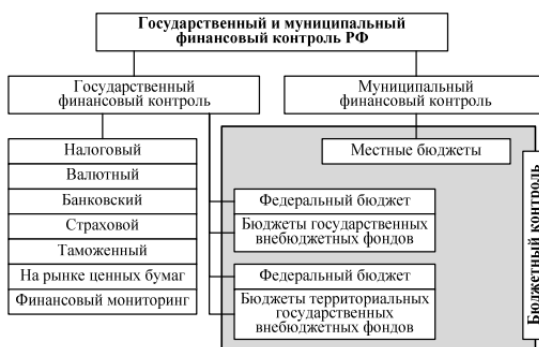 Государственный и муниципальный
финансовый контроль РФ
Государственный
финансовый контроль
Муниципальный
финансовый контроль
Налоговый
Валютный
Банковский
Страховой
Таможенный
На рынке ценных бумаг
Финансовый мониторинг
Местные бюджеты
Федеральный бюджет
Бюджеты государственных
внебюджетных фондов
Федеральный бюджет
Бюджеты территориальных
государственных
внебюджетных фондов
Бюджетный контроль